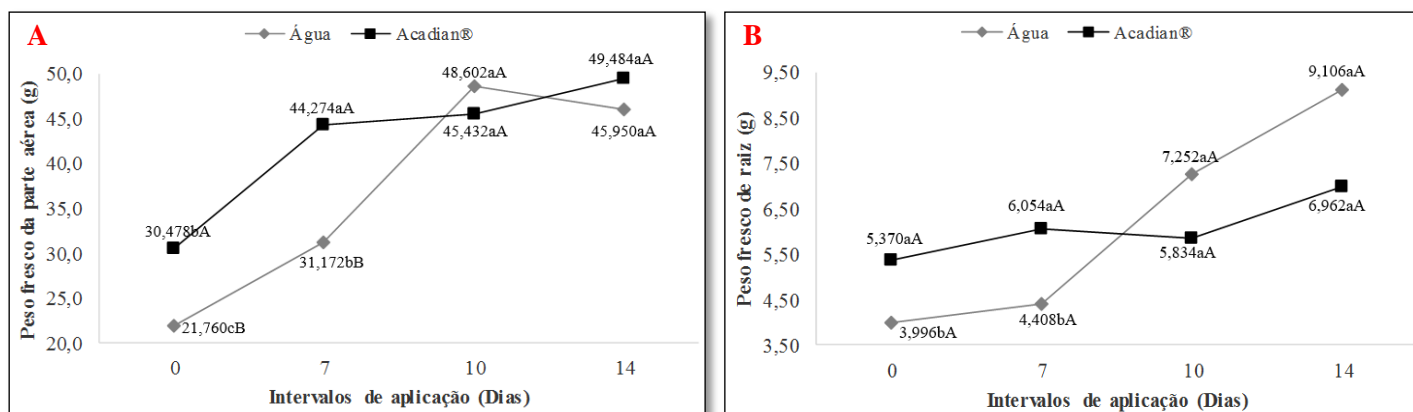 A
Água
Acadian®
Peso fresco da parte aérea (g)
50,0
45,0
40,0
35,0
30,0
25,0
20,0
30,478bA
44,274aA
48,602aA
49,484aA
45,432aA
45,950aA
31,172bB
21,760cB
0 7 10 14
Intervalos de aplicação (Dias)
B
Água
Acadian®
Peso fresco de raiz (g)
9,50
8,50
7,50
6,50
5,50
4,50
3,50
9,106aA
7,252aA
6,054aA
5,370aA
6,962aA
5,834aA
4,408bA
3,996bA
0 7 10 14
Intervalos de aplicação (Dias)